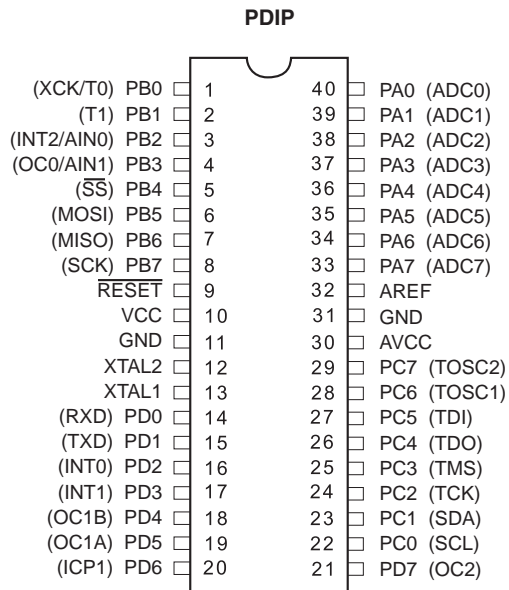 PDIP
(XCK/T0) PB0 1 40 PA0 (ADC0)
(T1) PB1 2 39 PA1 (ADC1)
(INT2/AIN0) PB2 3 38 PA2 (ADC2)
(OC0/AIN1) PB3 4 37 PA3 (ADC3)
(S̅S̅) PB4 5 36 PA4 (ADC4)
(MOSI) PB5 6 35 PA5 (ADC5)
(MISO) PB6 7 34 PA6 (ADC6)
(SCK) PB7 8 33 PA7 (ADC7)
R̅E̅S̅E̅T̅ 9 32 AREF
VCC 10 31 GND
GND 11 30 AVCC
XTAL2 12 29 PC7 (TOSC2)
XTAL1 13 28 PC6 (TOSC1)
(RXD) PD0 14 27 PC5 (TDI)
(TXD) PD1 15 26 PC4 (TDO)
(INT0) PD2 16 25 PC3 (TMS)
(INT1) PD3 17 24 PC2 (TCK)
(OC1B) PD4 18 23 PC1 (SDA)
(OC1A) PD5 19 22 PC0 (SCL)
(ICP1) PD6 20 21 PD7 (OC2)